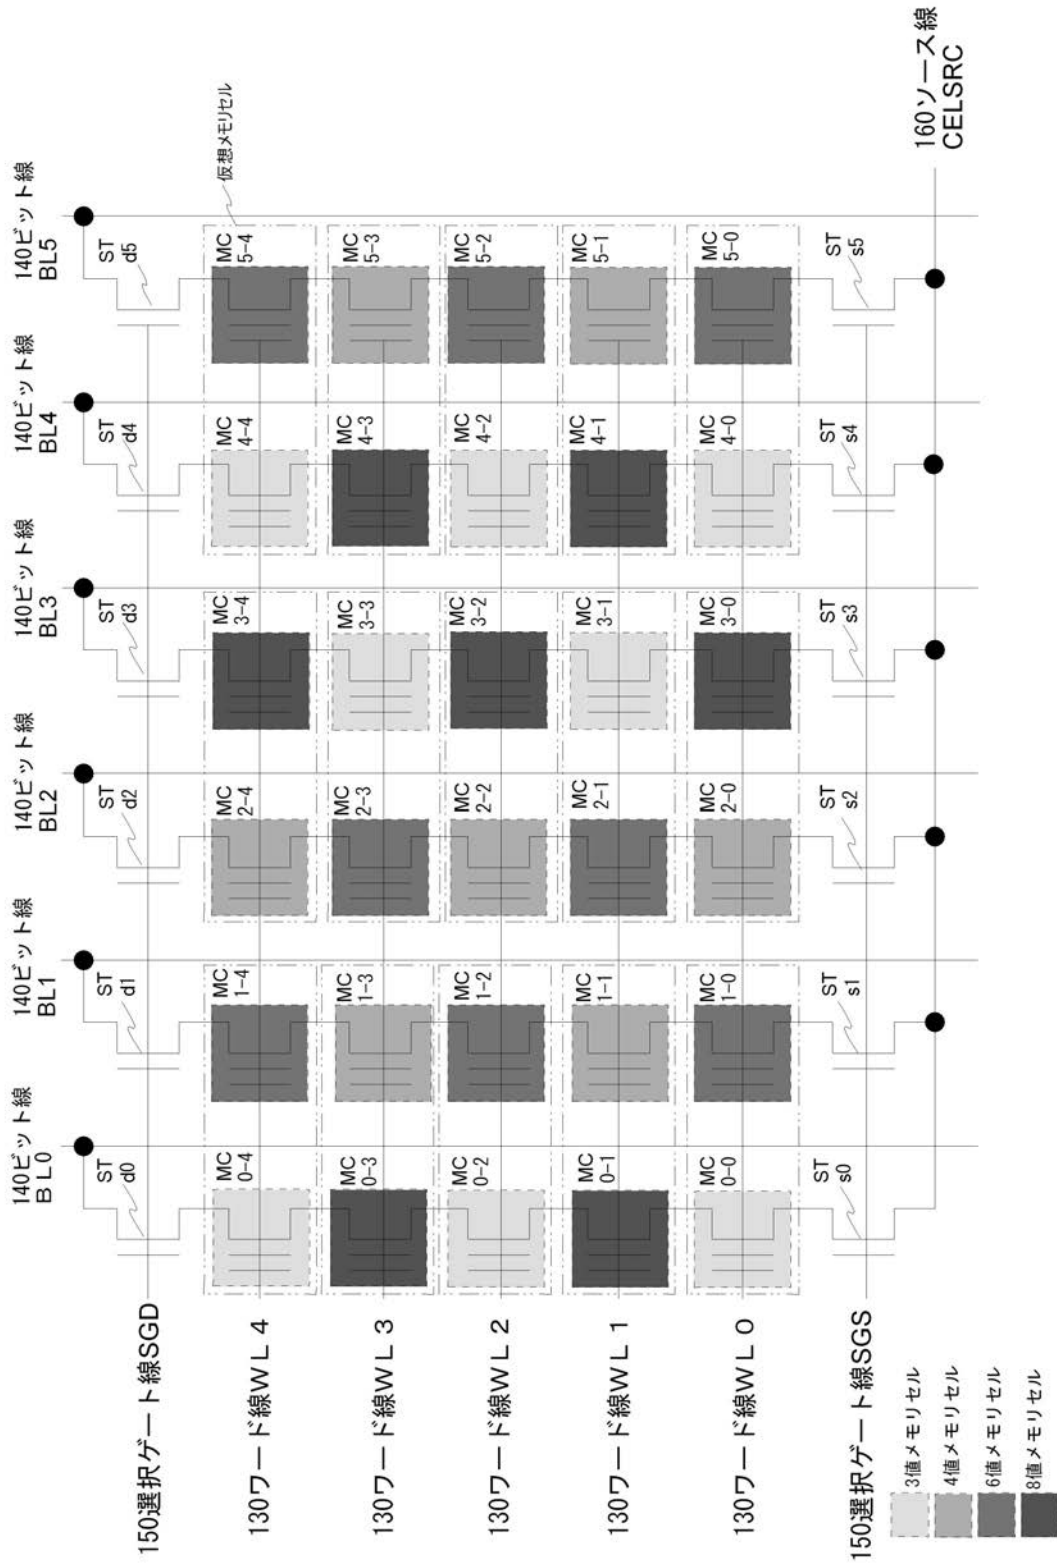 140ビット線
BL0
140ビット線
BL1
140ビット線
BL2
140ビット線
BL3
140ビット線
BL4
140ビット線
BL5
150選択ゲート線SGD
ST
d0
ST
d1
ST
d2
ST
d3
ST
d4
ST
d5
仮想メモリセル
130ワード線WL４
MC
0-4
MC
1-4
MC
2-4
MC
3-4
MC
4-4
MC
5-4
130ワード線WL３
MC
0-3
MC
1-3
MC
2-3
MC
3-3
MC
4-3
MC
5-3
130ワード線WL２
MC
0-2
MC
1-2
MC
2-2
MC
3-2
MC
4-2
MC
5-2
130ワード線WL１
MC
0-1
MC
1-1
MC
2-1
MC
3-1
MC
4-1
MC
5-1
130ワード線WL０
MC
0-0
MC
1-0
MC
2-0
MC
3-0
MC
4-0
MC
5-0
150選択ゲート線SGS
ST
s0
ST
s1
ST
s2
ST
s3
ST
s4
ST
s5
160ソース線
CELSRC
3値メモリセル
4値メモリセル
6値メモリセル
8値メモリセル